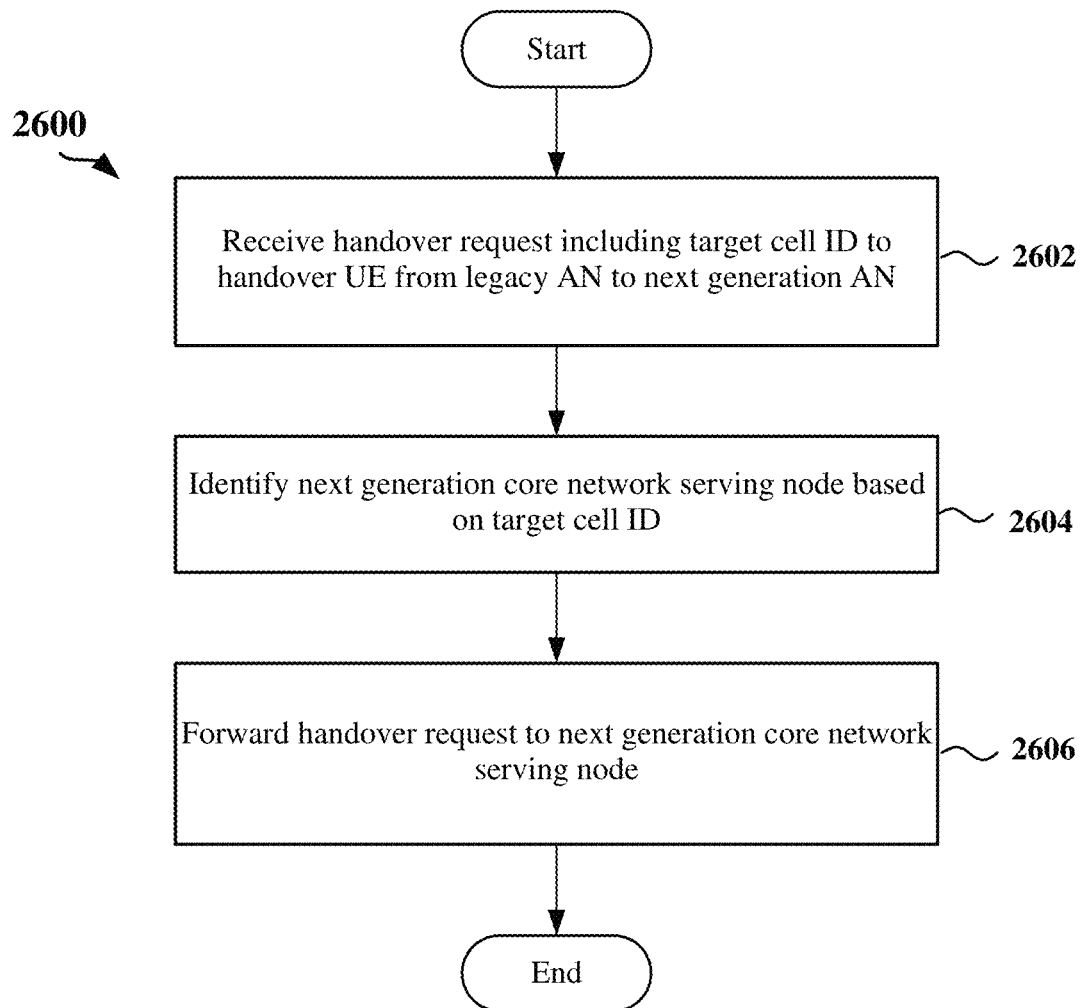 Start
2600
Receive handover request including target cell ID to
handover UE from legacy AN to next generation AN
2602
Identify next generation core network serving node based
on target cell ID
2604
Forward handover request to next generation core network
serving node
2606
End